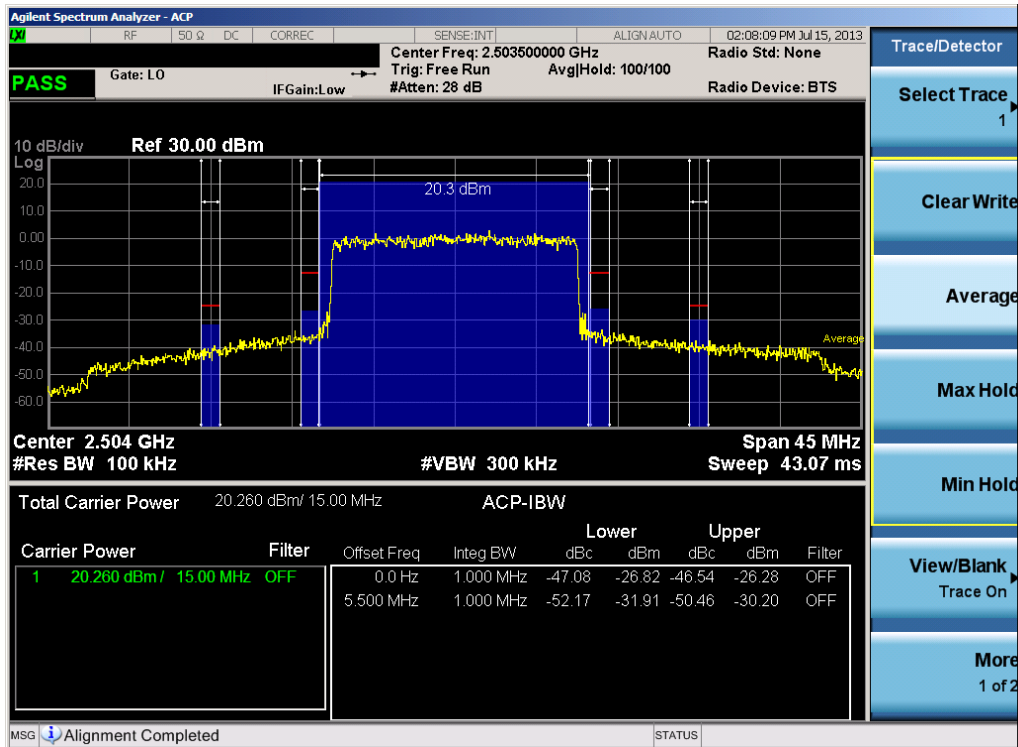 Agilent Spectrum Analyzer - ACP
LXI RF 50 Ω DC CORREC SENSE:INT ALIGN AUTO 02:08:09 PM Jul 15, 2013
Center Freq: 2.503500000 GHz Radio Std: None
PASS Gate: LO Trig: Free Run Avg|Hold: 100/100
IFGain:Low #Atten: 28 dB Radio Device: BTS
10 dB/div Ref 30.00 dBm
Log
20.0
10.0
0.00
-10.0
-20.0
-30.0
-40.0
-50.0
-60.0
20.3 dBm
Average
Center 2.504 GHz Span 45 MHz
#Res BW 100 kHz #VBW 300 kHz Sweep 43.07 ms
Total Carrier Power 20.260 dBm/ 15.00 MHz ACP-IBW
Lower Upper
Carrier Power Filter Offset Freq Integ BW dBc dBm dBc dBm Filter
1 20.260 dBm / 15.00 MHz OFF 0.0 Hz 1.000 MHz -47.08 -26.82 -46.54 -26.28 OFF
5.500 MHz 1.000 MHz -52.17 -31.91 -50.46 -30.20 OFF
MSG Alignment Completed STATUS
Trace/Detector
Select Trace
1
Clear Write
Average
Max Hold
Min Hold
View/Blank
Trace On
More
1 of 2